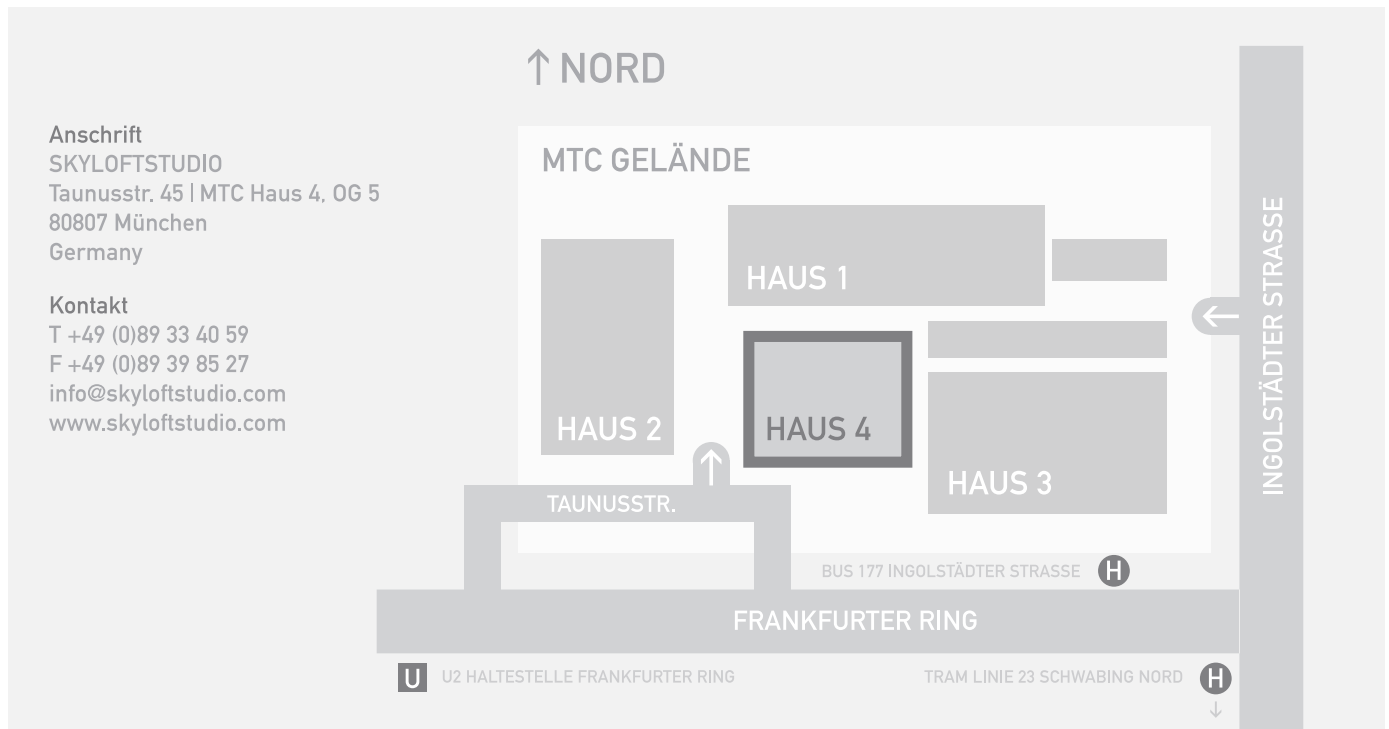 ↑ NORD
Anschrift
SKYLOFTSTUDIO
Taunusstr. 45 | MTC Haus 4, OG 5
80807 München
Germany
Kontakt
T +49 (0)89 33 40 59
F +49 (0)89 39 85 27
info@skyloftstudio.com
www.skyloftstudio.com
MTC GELÄNDE
HAUS 1
HAUS 2
HAUS 4
HAUS 3
INGOLSTÄDTER STRASSE
TAUNUSSTR.
BUS 177 INGOLSTÄDTER STRASSE H
FRANKFURTER RING
U U2 HALTESTELLE FRANKFURTER RING
TRAM LINIE 23 SCHWABING NORD H